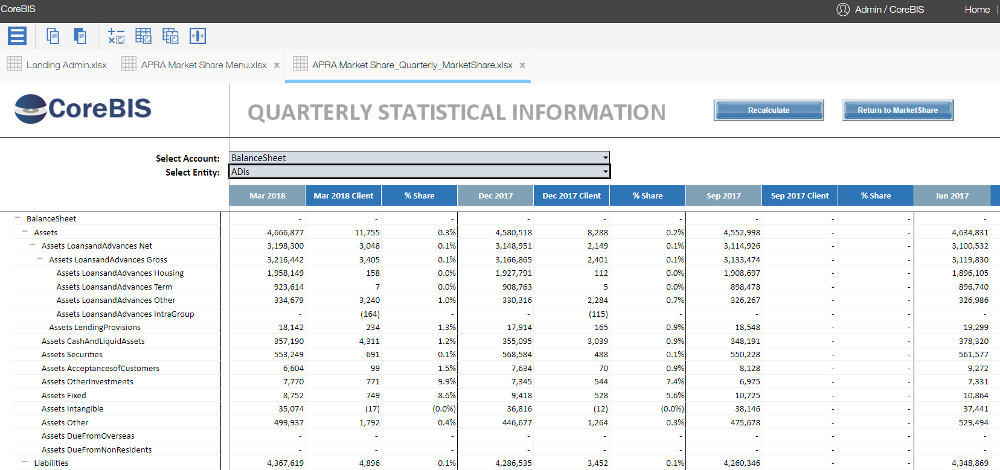 CoreBIS
Admin / CoreBIS
Home |
Landing Admin.xlsx
APRA Market Share Menu.xlsx x
APRA Market Share_Quarterly_MarketShare.xlsx x
CoreBIS
QUARTERLY STATISTICAL INFORMATION
Recalculate
Return to MarketShare
Select Account: BalanceSheet
Select Entity: ADIs
Mar 2018 Mar 2018 Client % Share Dec 2017 Dec 2017 Client % Share Sep 2017 Sep 2017 Client % Share Jun 2017
BalanceSheet - - - - - - - - - -
Assets 4,666,877 11,755 0.3% 4,580,518 8,288 0.2% 4,552,998 - - 4,634,831
Assets LoansandAdvances Net 3,198,300 3,048 0.1% 3,148,951 2,149 0.1% 3,114,926 - - 3,100,532
Assets LoansandAdvances Gross 3,216,442 3,405 0.1% 3,166,865 2,401 0.1% 3,133,474 - - 3,119,830
Assets LoansandAdvances Housing 1,958,149 158 0.0% 1,927,791 112 0.0% 1,908,697 - - 1,896,105
Assets LoansandAdvances Term 923,614 7 0.0% 908,763 5 0.0% 898,478 - - 896,740
Assets LoansandAdvances Other 334,679 3,240 1.0% 330,316 2,284 0.7% 326,267 - - 326,986
Assets LoansandAdvances IntraGroup - (164) - - (115) - - - - -
Assets LendingProvisions 18,142 234 1.3% 17,914 165 0.9% 18,548 - - 19,299
Assets CashAndLiquidAssets 357,190 4,311 1.2% 355,095 3,039 0.9% 348,191 - - 378,320
Assets Securities 553,249 691 0.1% 568,584 488 0.1% 550,228 - - 561,577
Assets AcceptancesofCustomers 6,604 99 1.5% 7,634 70 0.9% 8,128 - - 9,272
Assets OtherInvestments 7,770 771 9.9% 7,345 544 7.4% 6,975 - - 7,331
Assets Fixed 8,752 749 8.6% 9,418 528 5.6% 10,725 - - 10,864
Assets Intangible 35,074 (17) (0.0%) 36,816 (12) (0.0%) 38,146 - - 37,441
Assets Other 499,937 1,792 0.4% 446,677 1,264 0.3% 475,678 - - 529,494
Assets DueFromOverseas - - - - - - - - - -
Assets DueFromNonResidents - - - - - - - - - -
Liabilities 4,367,619 4,896 0.1% 4,286,535 3,452 0.1% 4,260,346 - - 4,348,869